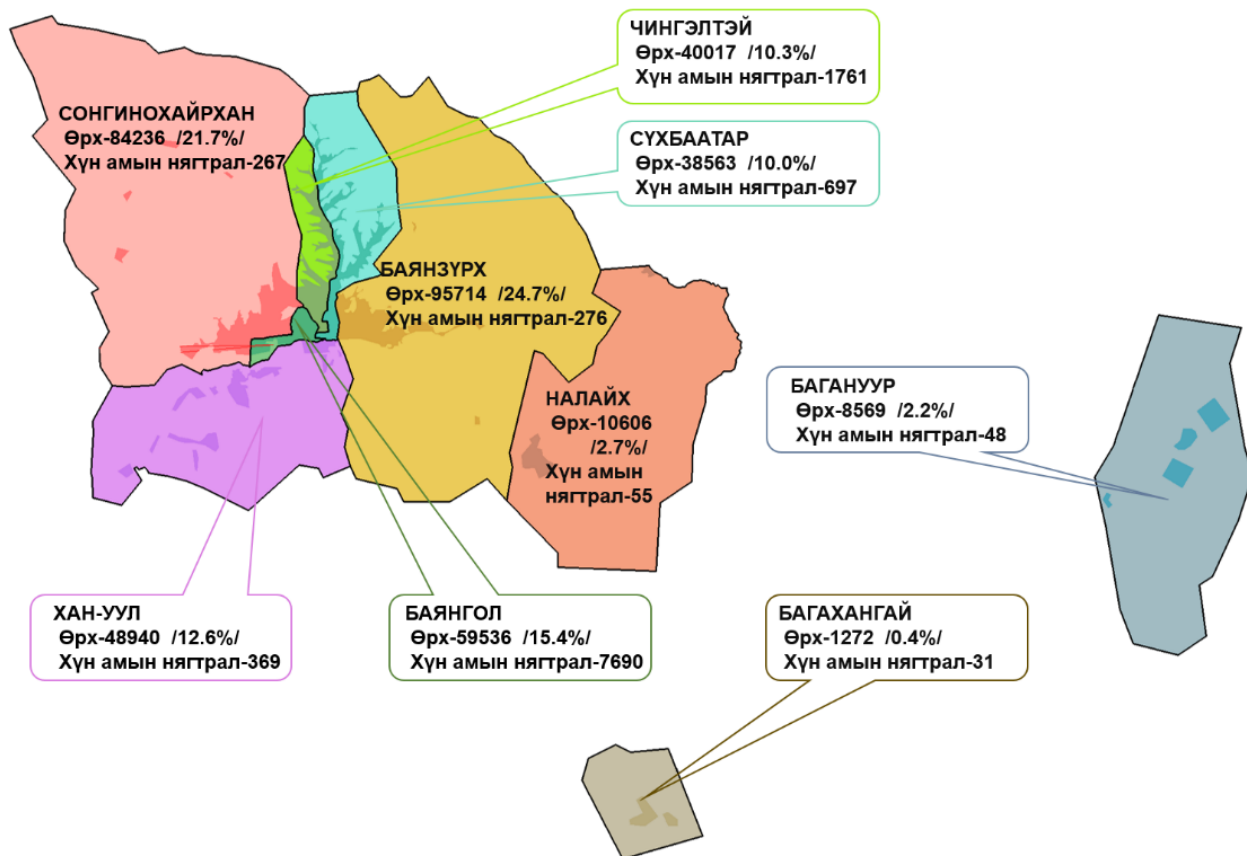 ЧИНГЭЛТЭЙ
Өрх-40017 /10.3%/
Хүн амын нягтрал-1761
СОНГИНОХАЙРХАН
Өрх-84236 /21.7%/
Хүн амын нягтрал-267
СҮХБААТАР
Өрх-38563 /10.0%/
Хүн амын нягтрал-697
БАЯНЗҮРХ
Өрх-95714 /24.7%/
Хүн амын нягтрал-276
НАЛАЙХ
Өрх-10606
/2.7%/
Хүн амын
нягтрал-55
БАГАНУУР
Өрх-8569 /2.2%/
Хүн амын нягтрал-48
ХАН-УУЛ
Өрх-48940 /12.6%/
Хүн амын нягтрал-369
БАЯНГОЛ
Өрх-59536 /15.4%/
Хүн амын нягтрал-7690
БАГАХАНГАЙ
Өрх-1272 /0.4%/
Хүн амын нягтрал-31